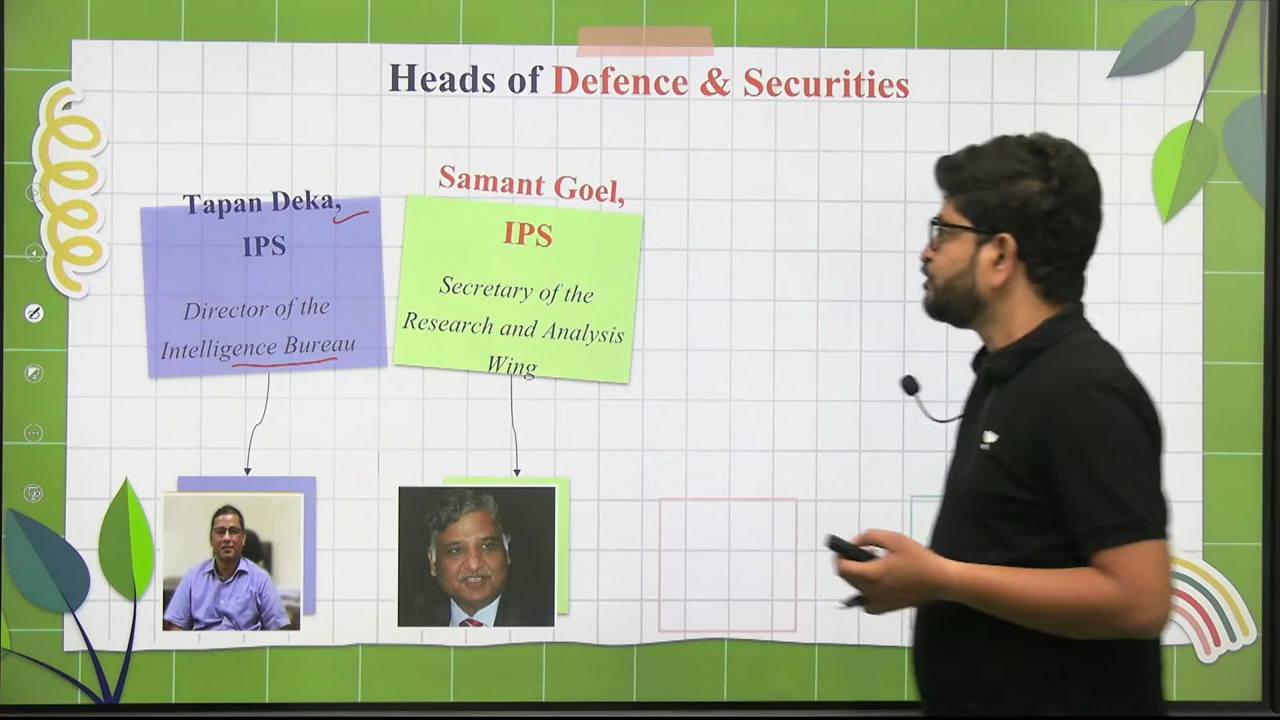 Heads of Defence & Securities
Tapan Deka,
IPS
Director of the
Intelligence Bureau
Samant Goel,
IPS
Secretary of the
Research and Analysis
Wing